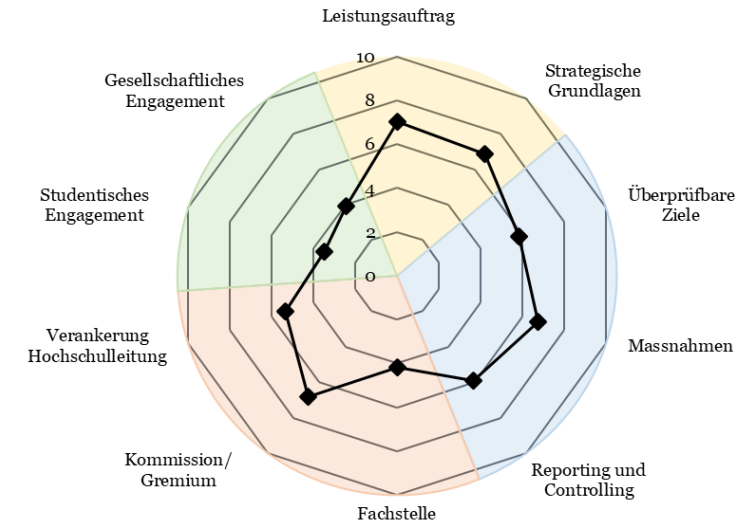 Leistungsauftrag
Strategische
Grundlagen
Überprüfbare
Ziele
Massnahmen
Reporting und
Controlling
Fachstelle
Kommission/
Gremium
Verankerung
Hochschulleitung
Studentisches
Engagement
Gesellschaftliches
Engagement
10
8
6
4
2
0